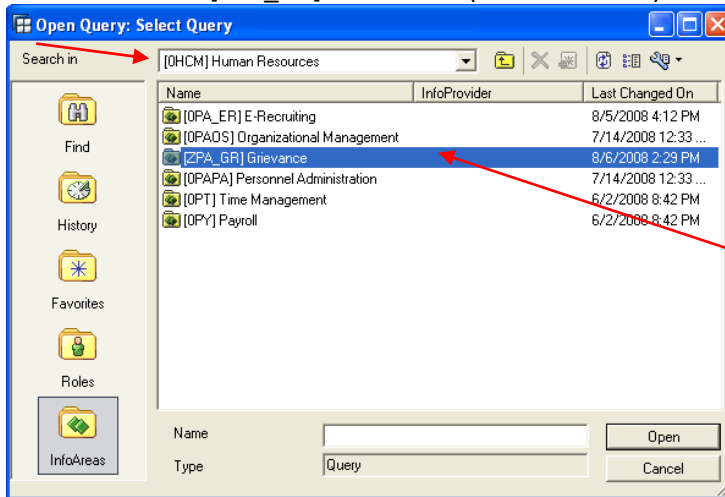 Open Query: Select Query
Search in [0HCM] Human Resources
Name InfoProvider Last Changed On
[0PA_ER] E-Recruiting 8/5/2008 4:12 PM
[0PAOS] Organizational Management 7/14/2008 12:33 ...
[ZPA_GR] Grievance 8/6/2008 2:29 PM
[0PAPA] Personnel Administration 7/14/2008 12:33 ...
[0PT] Time Management 6/2/2008 8:42 PM
[0PY] Payroll 6/2/2008 8:42 PM
Find
History
Favorites
Roles
InfoAreas
Name Open
Type Query Cancel